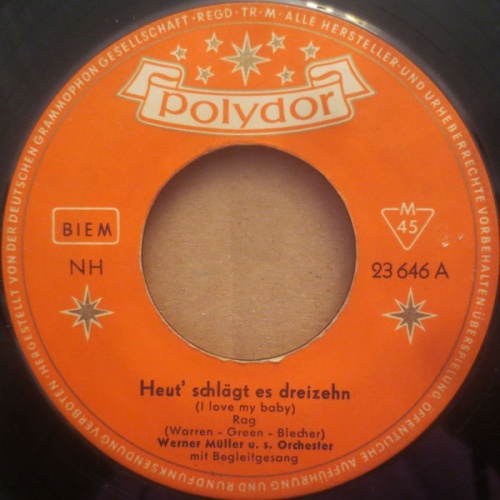 HERGESTELLT VON DER DEUTSCHEN GRAMMOPHON GESELLSCHAFT · REGD · TR · M · ALLE HERSTELLER- UND URHEBERRECHTE VORBEHALTEN · ÜBERSPIELUNG, ÖFFENTLICHE AUFFÜHRUNG UND RUNDFUNKSENDUNG VERBOTEN ·
polydor
BIEM
M
45
NH
23 646 A
Heut' schlägt es dreizehn
(I love my baby)
Rag
(Warren - Green - Blecher)
Werner Müller u. s. Orchester
mit Begleitgesang